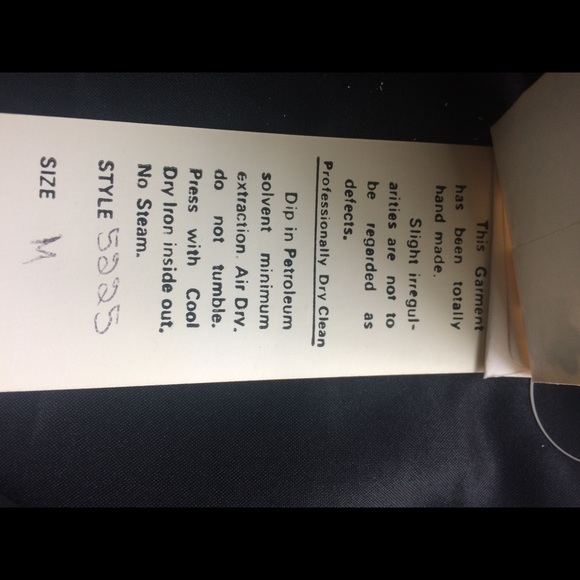 This Garment
has been totally
hand made.
Slight irregul-
arities are not to
be regarded as
defects.
Professionally Dry Clean
Dip in Petroleum
solvent minimum
extraction. Air Dry.
do not tumble.
Press with Cool
Dry Iron inside out.
No Steam.
STYLE 5225
SIZE M